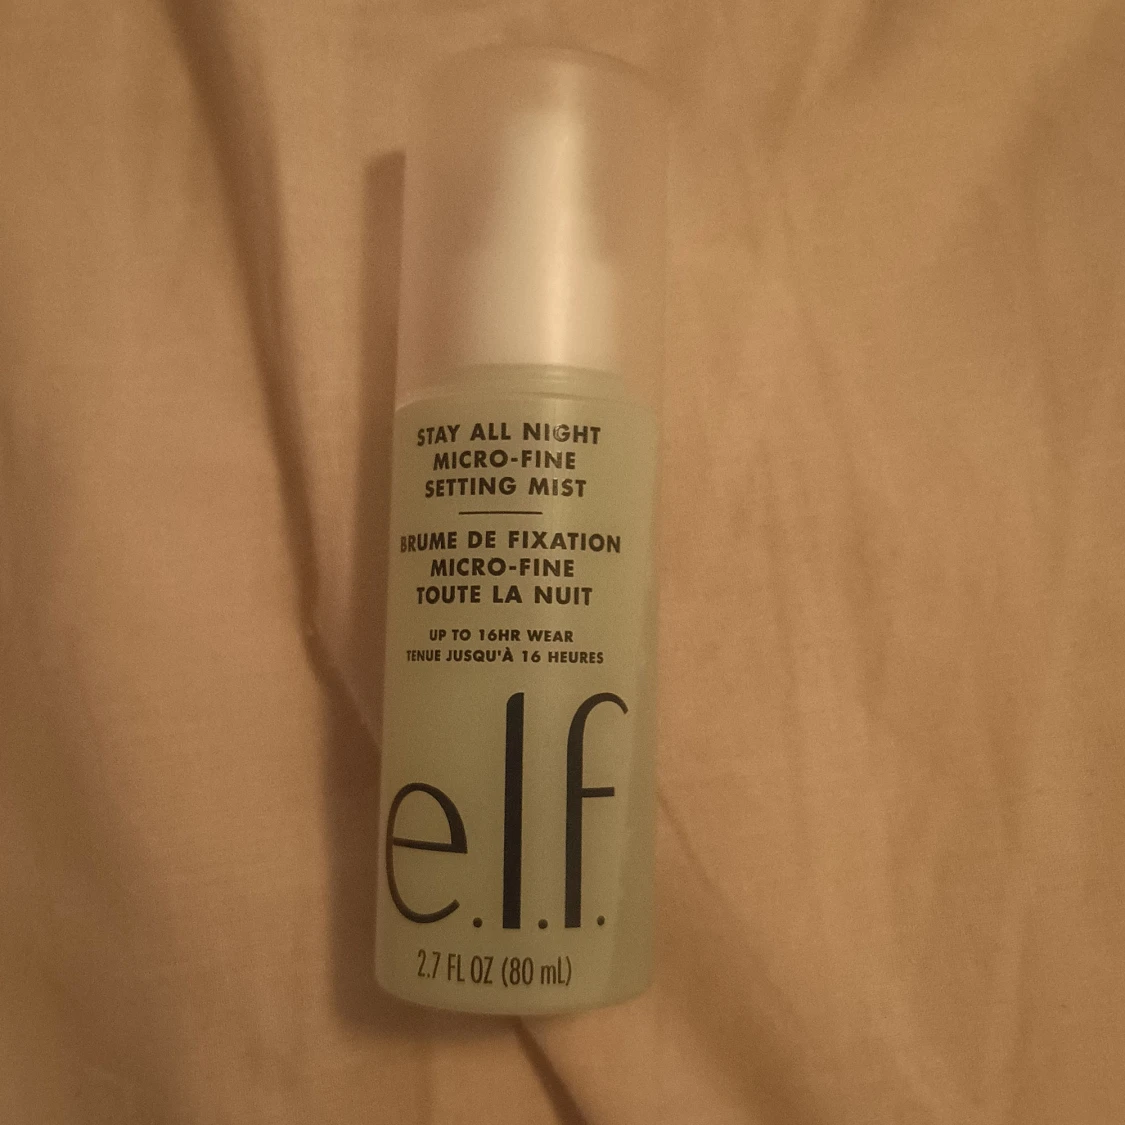 STAY ALL NIGHT
MICRO-FINE
SETTING MIST
BRUME DE FIXATION
MICRO-FINE
TOUTE LA NUIT
UP TO 16HR WEAR
TENUE JUSQU'À 16 HEURES
e.l.f.
2.7 FL OZ (80 mL)